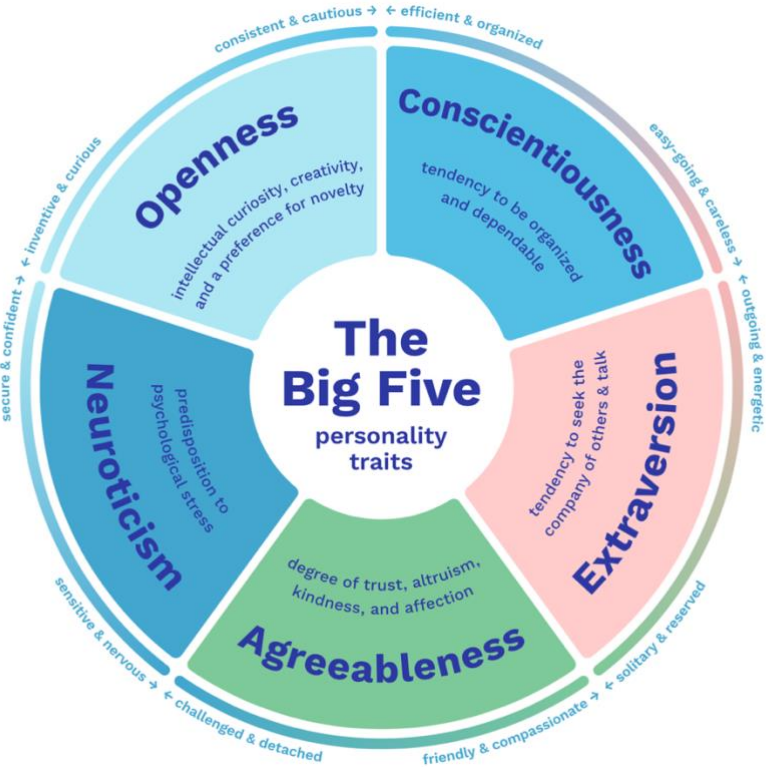 The
Big Five
personality
traits
consistent & cautious →
← efficient & organized
Openness
intellectual curiosity, creativity,
and a preference for novelty
← inventive & curious
Conscientiousness
tendency to be organized
and dependable
easy-going & careless →
← outgoing & energetic
Extraversion
tendency to seek the
company of others & talk
← solitary & reserved
Agreeableness
degree of trust, altruism,
kindness, and affection
friendly & compassionate →
← challenged & detached
Neuroticism
predisposition to
psychological stress
sensitive & nervous →
secure & confident →